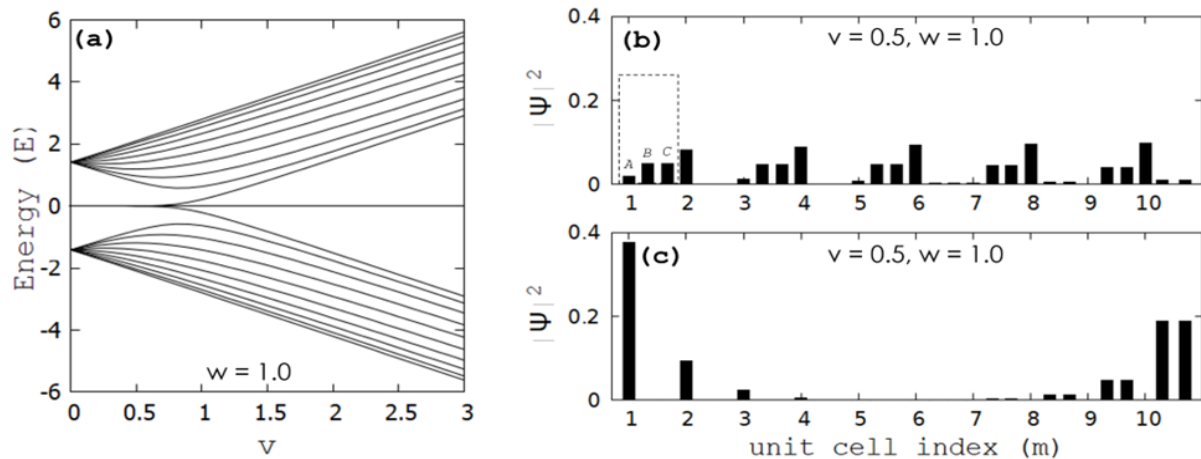 (a)
Energy (E)
6
4
2
0
-2
-4
-6
w = 1.0
0 0.5 1 1.5 2 2.5 3
v
(b)
v = 0.5, w = 1.0
|Ψ|²
0.4
0.2
0
A B C
1 2 3 4 5 6 7 8 9 10
(c)
v = 0.5, w = 1.0
|Ψ|²
0.4
0.2
0
1 2 3 4 5 6 7 8 9 10
unit cell index (m)